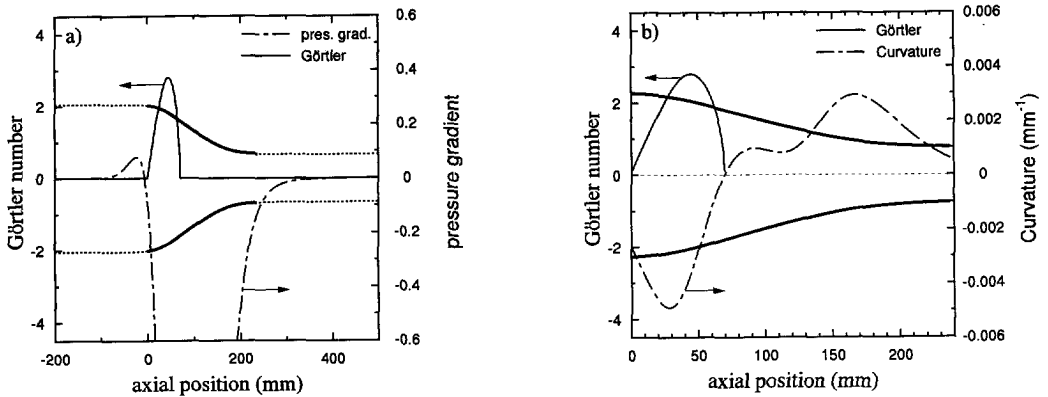 a)
pres. grad.
Görtler
4
2
0
-2
-4
0.6
0.4
0.2
0
-0.2
-0.4
-0.6
-200
0
200
400
Görtler number
pressure gradient
axial position (mm)
b)
Görtler
Curvature
4
2
0
-2
-4
0.006
0.004
0.002
0
-0.002
-0.004
-0.006
0
50
100
150
200
Görtler number
Curvature (mm-1)
axial position (mm)